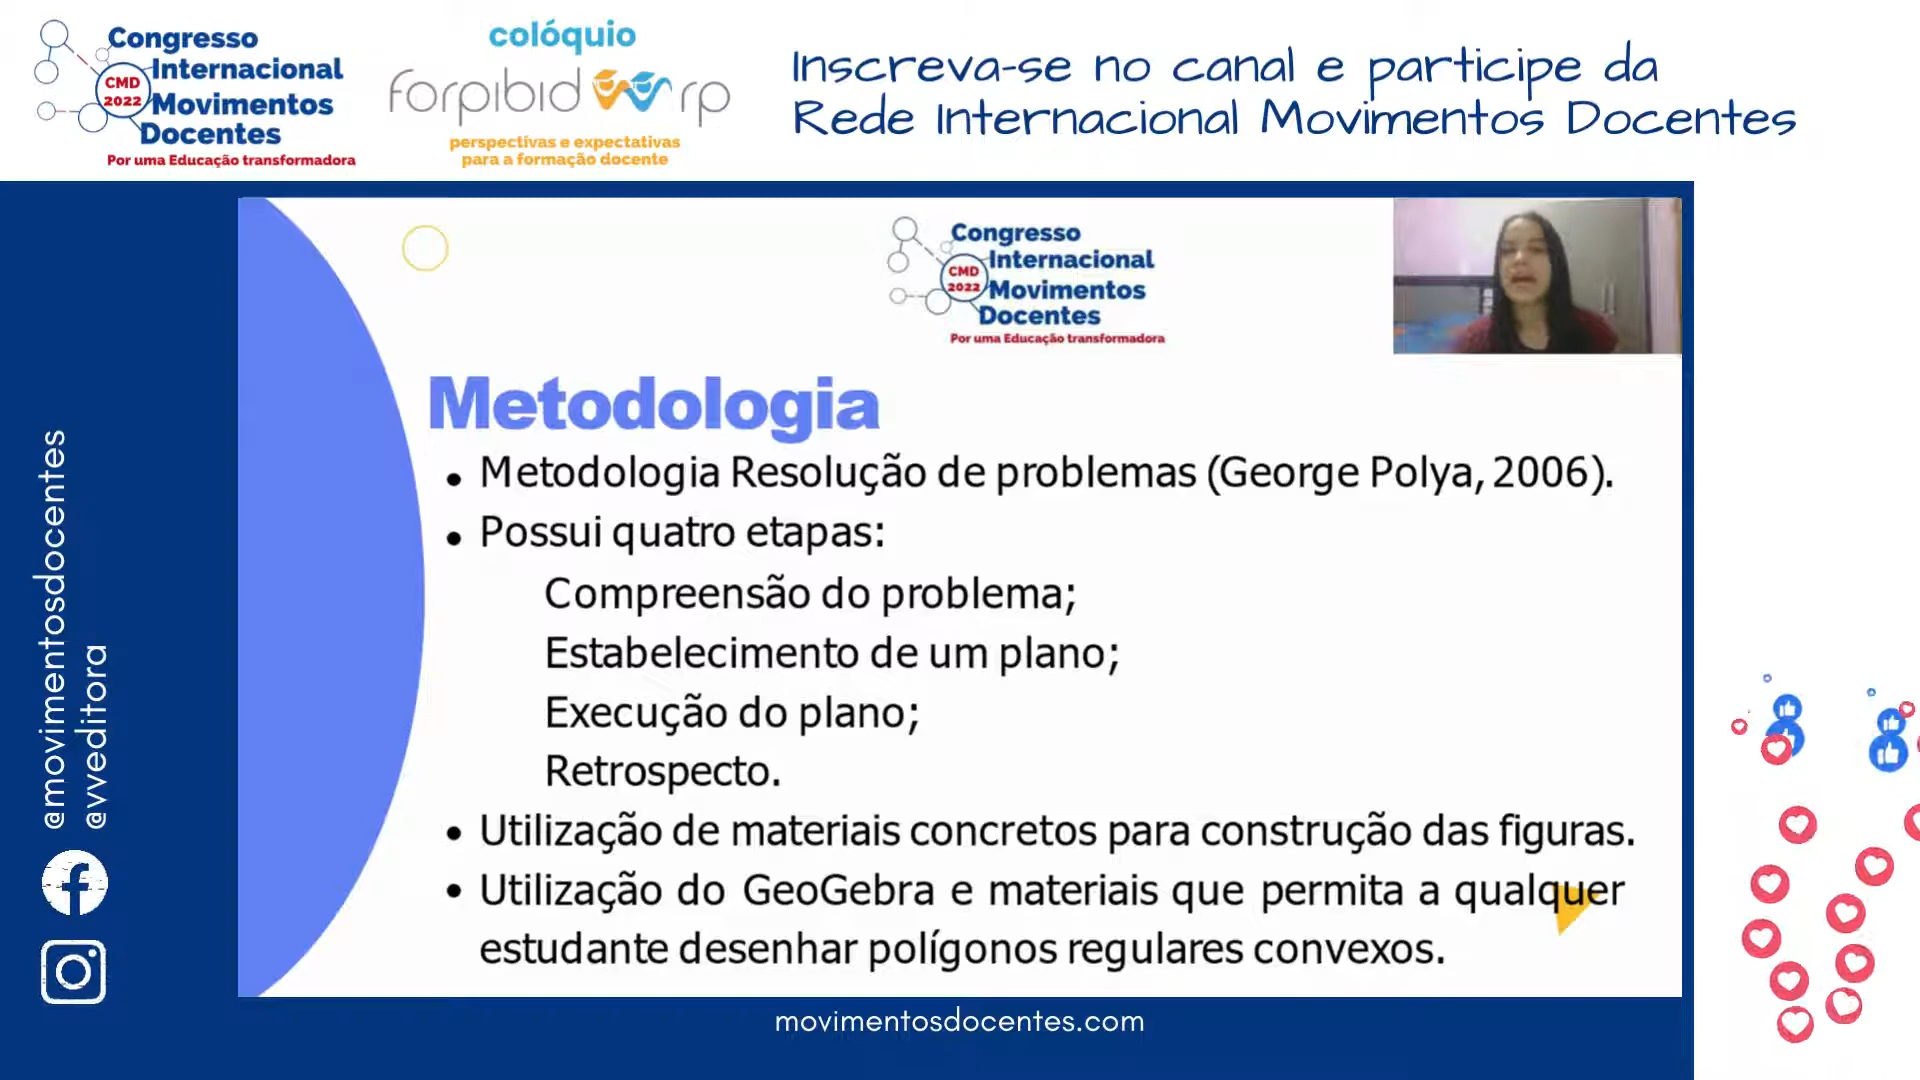 Congresso
Internacional
CMD
2022
Movimentos
Docentes
Por uma Educação transformadora
colóquio
forpibid rp
perspectivas e expectativas
para a formação docente
Inscreva-se no canal e participe da
Rede Internacional Movimentos Docentes
Congresso
Internacional
CMD
2022
Movimentos
Docentes
Por uma Educação transformadora
Metodologia
• Metodologia Resolução de problemas (George Polya, 2006).
• Possui quatro etapas:
Compreensão do problema;
Estabelecimento de um plano;
Execução do plano;
Retrospecto.
• Utilização de materiais concretos para construção das figuras.
• Utilização do GeoGebra e materiais que permita a qualquer
estudante desenhar polígonos regulares convexos.
@movimentosdocentes
@vveditora
movimentosdocentes.com